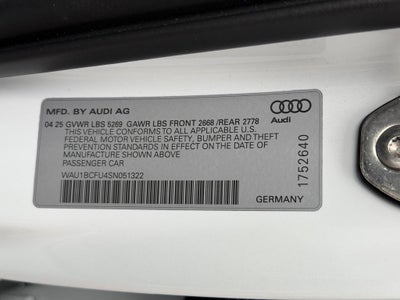 MFD. BY AUDI AG
04 25 GVWR LBS 5269 GAWR LBS FRONT 2668 /REAR 2778
THIS VEHICLE CONFORMS TO ALL APPLICABLE U.S.
FEDERAL MOTOR VEHICLE SAFETY, BUMPER AND THEFT
PREVENTION STANDARDS IN EFFECT ON THE DATE OF
MANUFACTURE SHOWN ABOVE
PASSENGER CAR
WAU1BCFU4SN051322
Audi
1752640
GERMANY